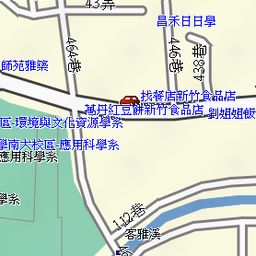 43弄
昌禾日日學
464巷
446巷
438巷
師苑雅築
找餐店新竹食品店
萬丹紅豆餅新竹食品店
劉姐姐飯
區-環境與文化資源學系
學南大校區-應用科學系
應用科學系
112巷
客雅溪